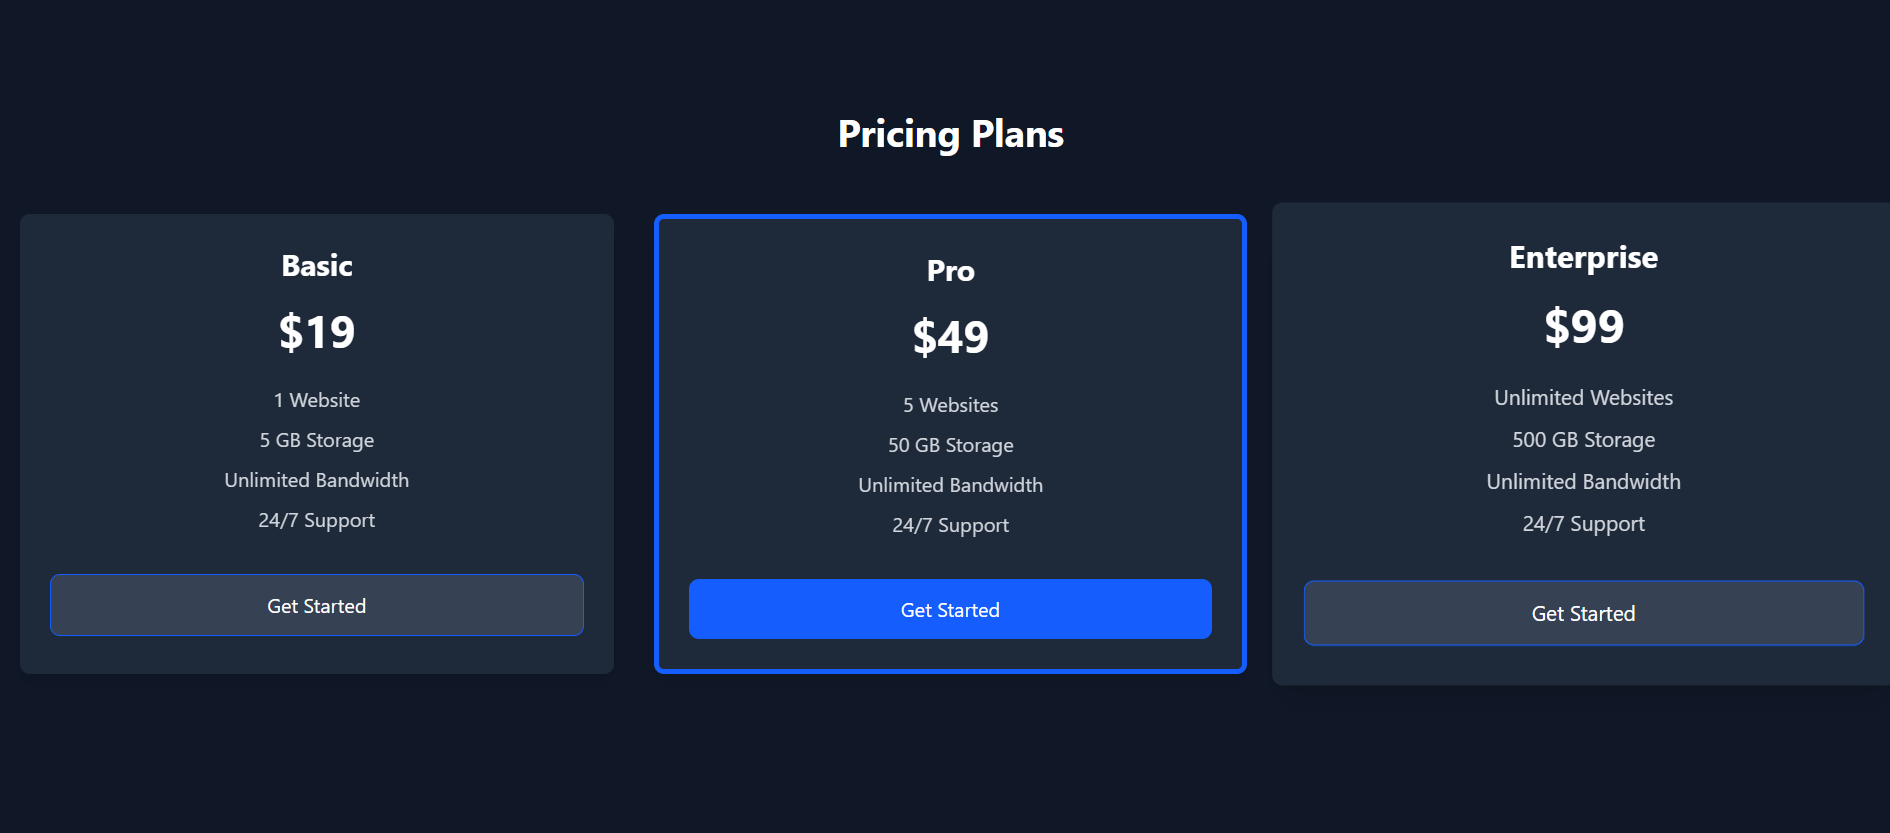 Pricing Plans
Basic
$19
1 Website
5 GB Storage
Unlimited Bandwidth
24/7 Support
Get Started
Pro
$49
5 Websites
50 GB Storage
Unlimited Bandwidth
24/7 Support
Get Started
Enterprise
$99
Unlimited Websites
500 GB Storage
Unlimited Bandwidth
24/7 Support
Get Started